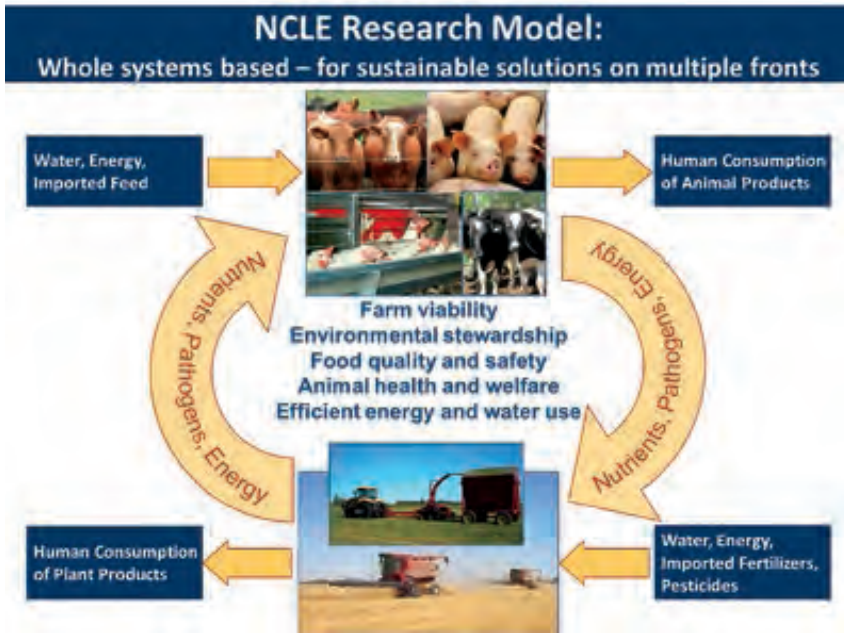 NCLE Research Model:
Whole systems based – for sustainable solutions on multiple fronts
Water, Energy,
Imported Feed
Human Consumption
of Animal Products
Nutrients, Pathogens, Energy
Nutrients, Pathogens, Energy
Farm viability
Environmental stewardship
Food quality and safety
Animal health and welfare
Efficient energy and water use
Human Consumption
of Plant Products
Water, Energy,
Imported Fertilizers,
Pesticides